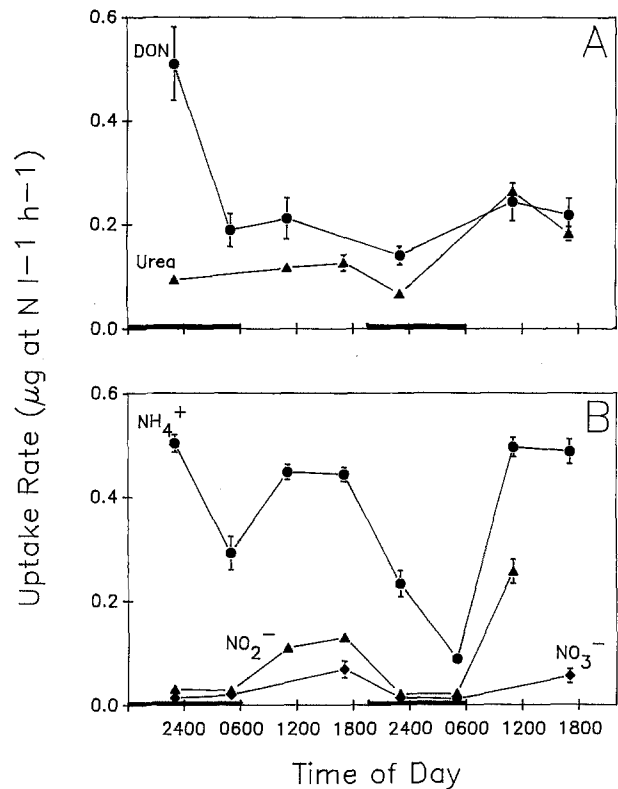 A
0.6
DON
0.4
0.2
Urea
0.0
B
0.6
NH4+
0.4
0.2
NO2−
NO3−
0.0
2400 0600 1200 1800 2400 0600 1200 1800
Time of Day
Uptake Rate (μg at N l−1 h−1)